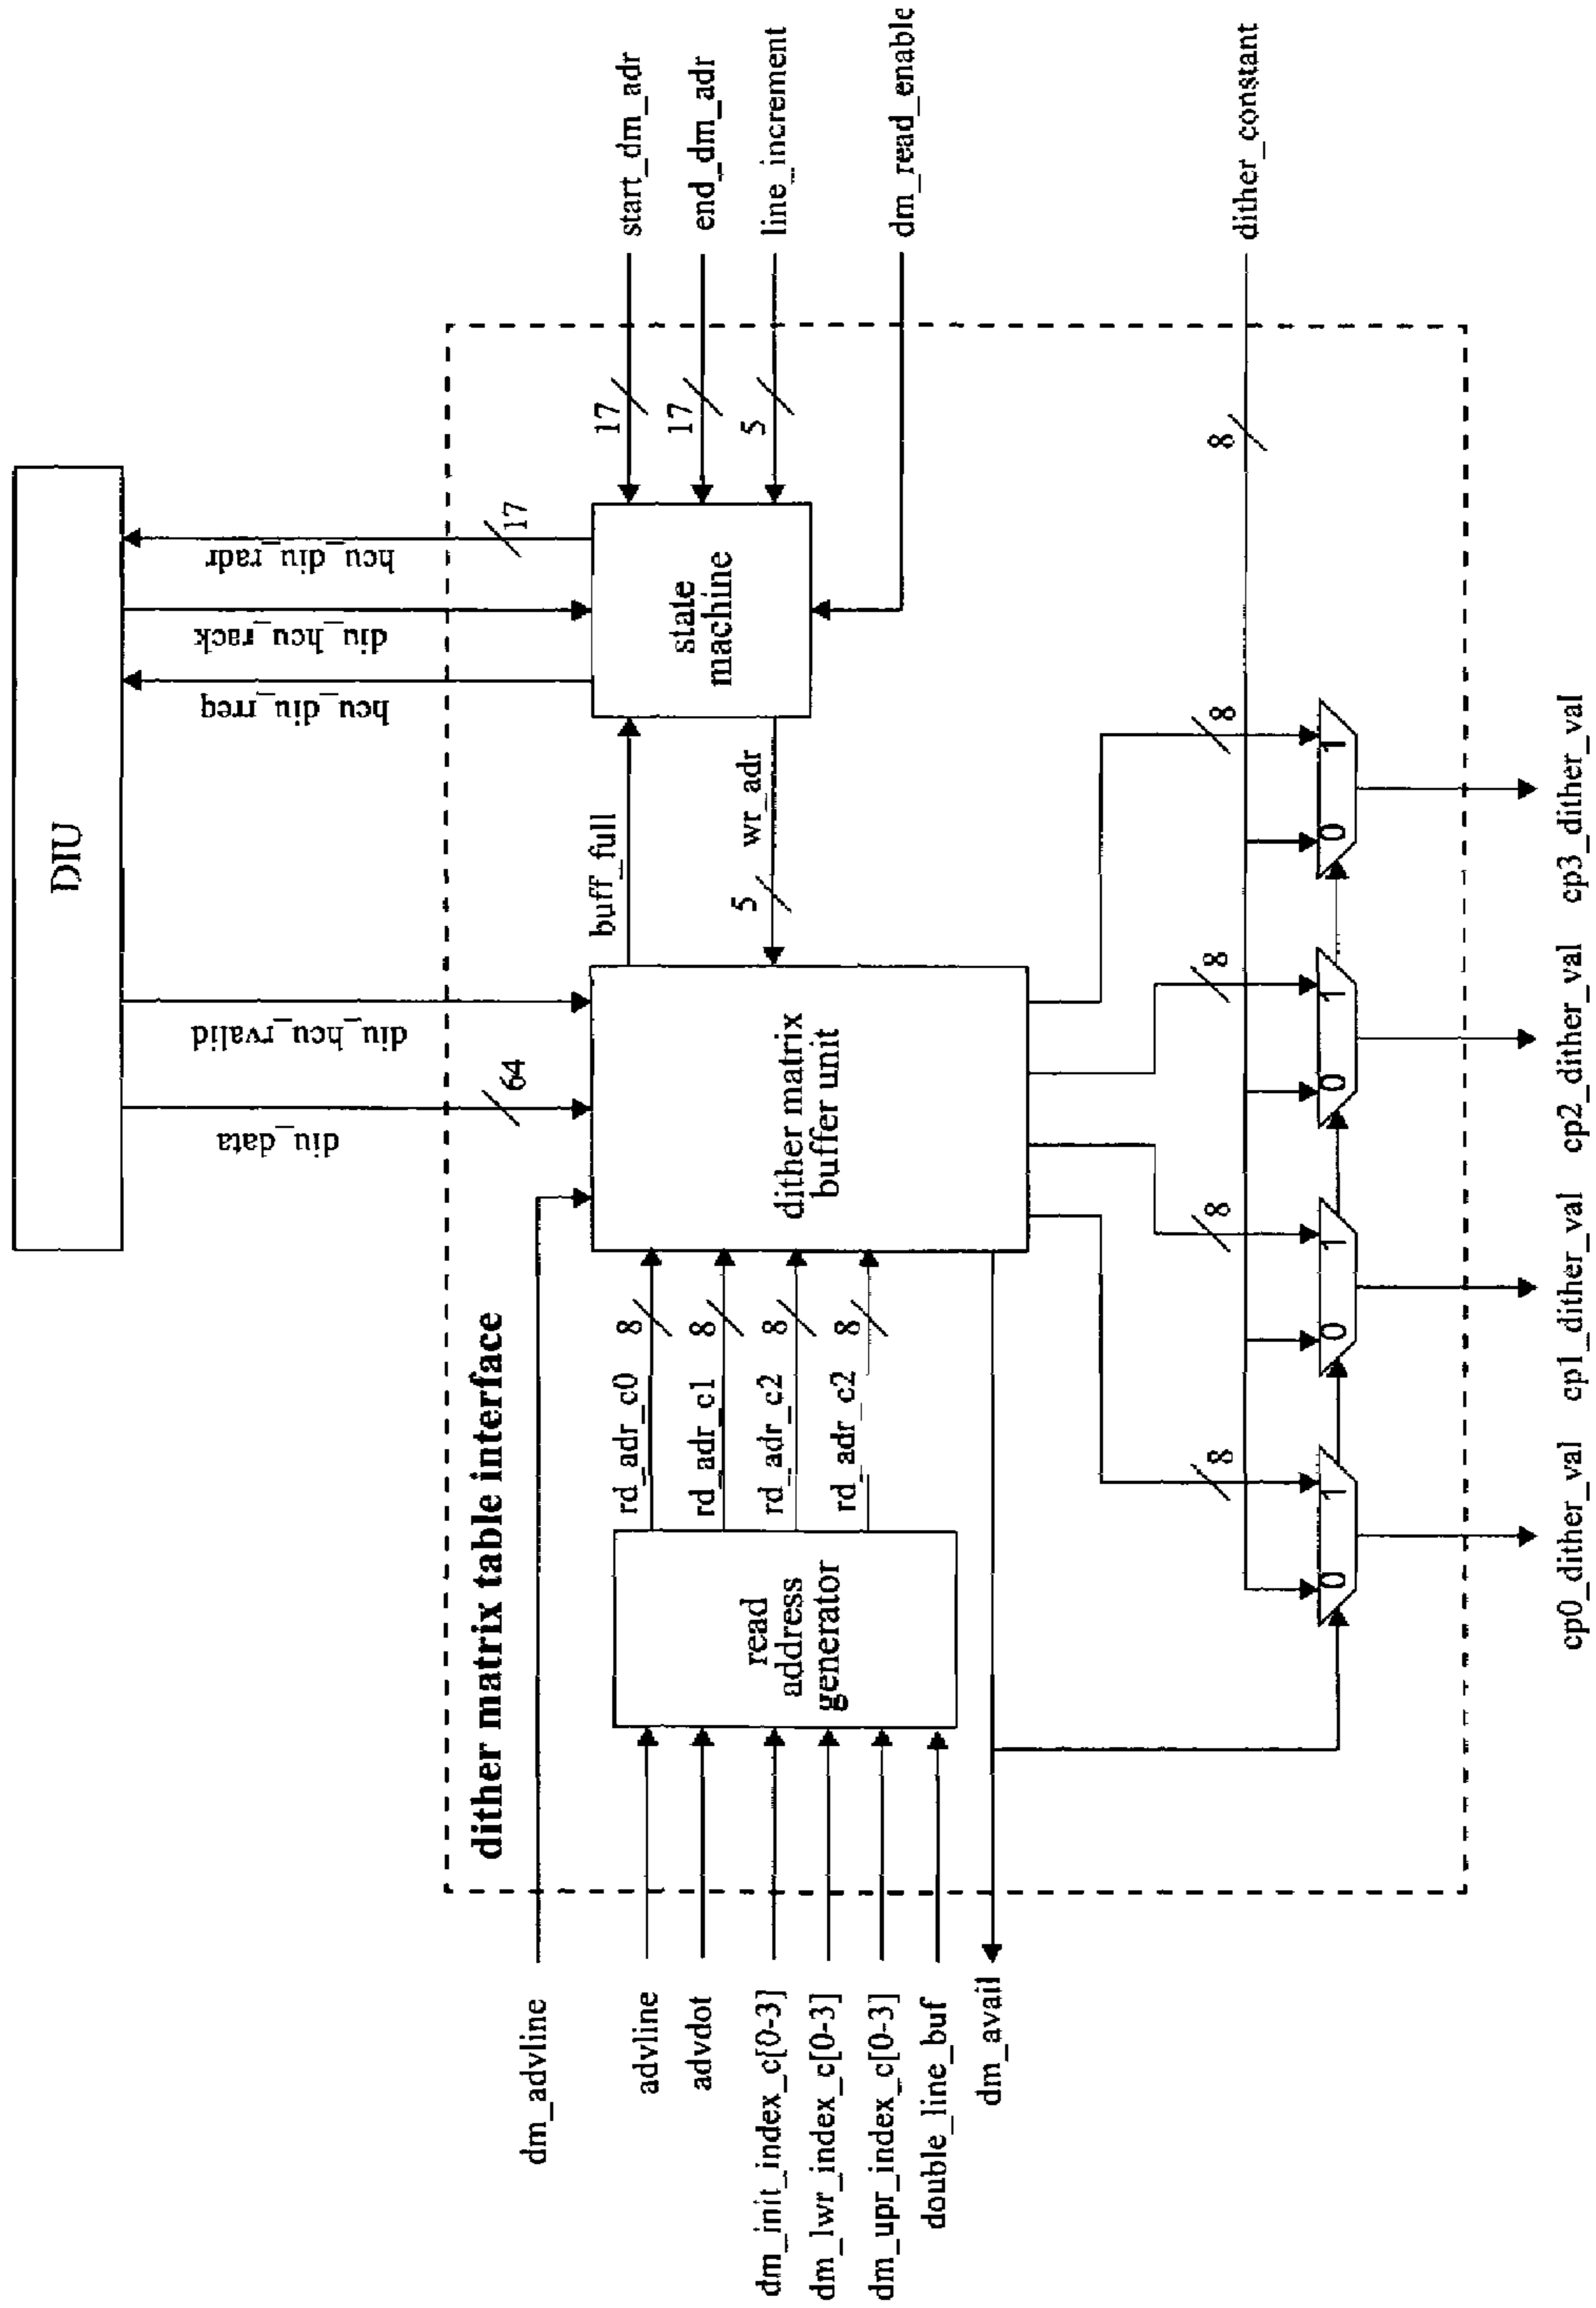 DIU
diu_data
64
diu_hcu_rvalid
hcu_diu_rreq
diu_hcu_rack
hcu_diu_radr
17
dither matrix table interface
dm_advline
advline
advdot
dm_init_index_c[0-3]
dm_lwr_index_c[0-3]
dm_upr_index_c[0-3]
double_line_buf
dm_avail
read
address
generator
rd_adr_c0
8
rd_adr_c1
8
rd_adr_c2
8
rd_adr_c2
8
dither matrix
buffer unit
buff_full
wr_adr
5
state
machine
17
start_dm_adr
17
end_dm_adr
5
line_increment
dm_read_enable
8
dither_constant
8
8
8
8
0
1
0
1
0
1
0
1
cp0_dither_val
cp1_dither_val
cp2_dither_val
cp3_dither_val